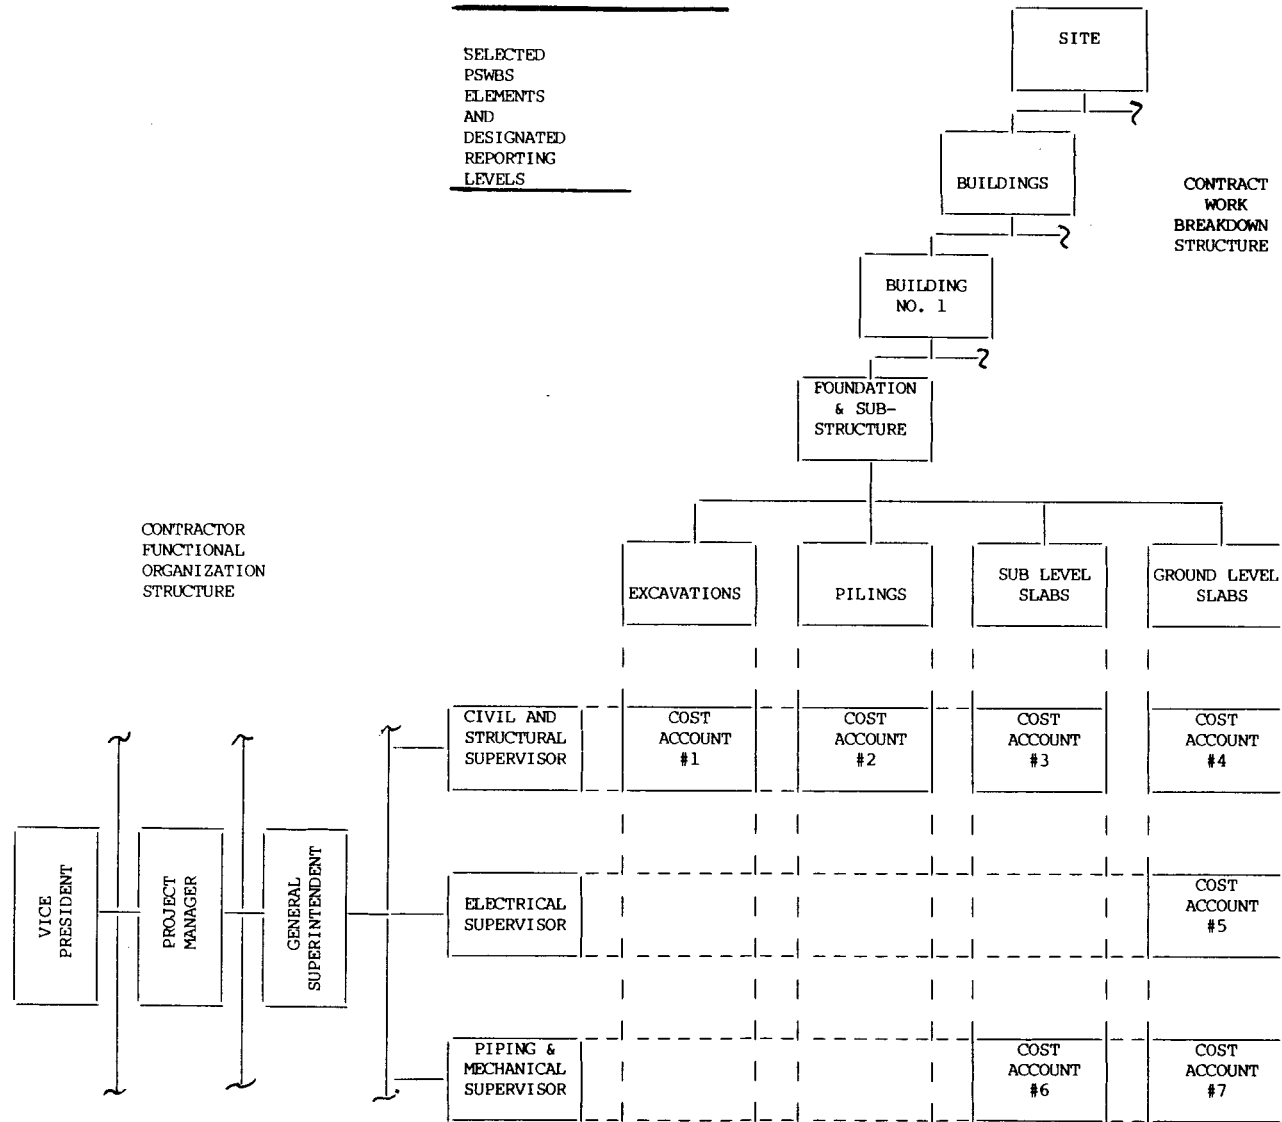 SELECTED
PSWBS
ELEMENTS
AND
DESIGNATED
REPORTING
LEVELS
SITE
BUILDINGS
CONTRACT
WORK
BREAKDOWN
STRUCTURE
BUILDING
NO. 1
FOUNDATION
& SUB-
STRUCTURE
CONTRACTOR
FUNCTIONAL
ORGANIZATION
STRUCTURE
EXCAVATIONS
PILINGS
SUB LEVEL
SLABS
GROUND LEVEL
SLABS
CIVIL AND
STRUCTURAL
SUPERVISOR
COST
ACCOUNT
#1
COST
ACCOUNT
#2
COST
ACCOUNT
#3
COST
ACCOUNT
#4
VICE
PRESIDENT
PROJECT
MANAGER
GENERAL
SUPERINTENDENT
ELECTRICAL
SUPERVISOR
COST
ACCOUNT
#5
PIPING &
MECHANICAL
SUPERVISOR
COST
ACCOUNT
#6
COST
ACCOUNT
#7